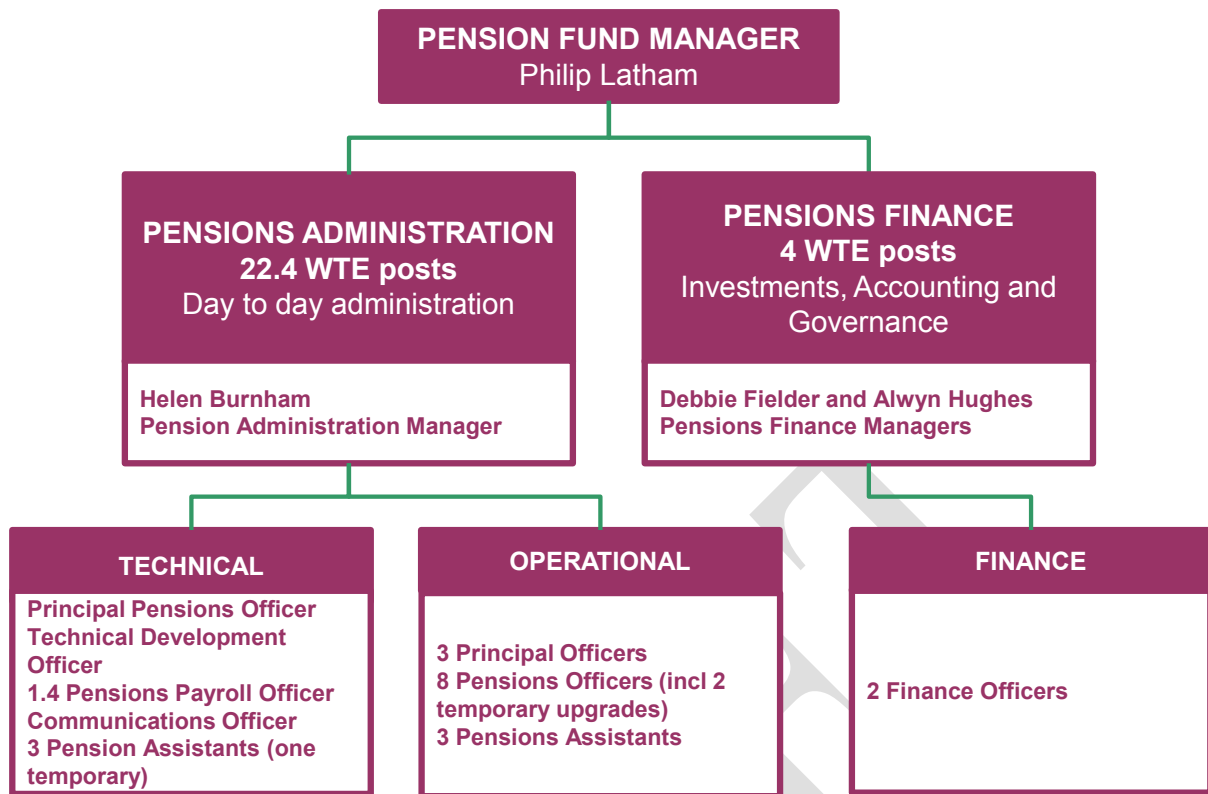 PENSION FUND MANAGER
Philip Latham
PENSIONS ADMINISTRATION
22.4 WTE posts
Day to day administration
Helen Burnham
Pension Administration Manager
PENSIONS FINANCE
4 WTE posts
Investments, Accounting and
Governance
Debbie Fielder and Alwyn Hughes
Pensions Finance Managers
TECHNICAL
Principal Pensions Officer
Technical Development
Officer
1.4 Pensions Payroll Officer
Communications Officer
3 Pension Assistants (one
temporary)
OPERATIONAL
3 Principal Officers
8 Pensions Officers (incl 2
temporary upgrades)
3 Pensions Assistants
FINANCE
2 Finance Officers